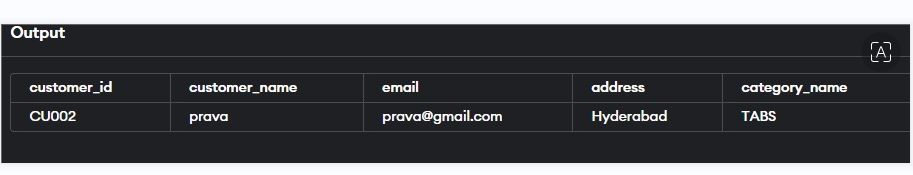 Output
customer_id customer_name email address category_name
CU002 prava prava@gmail.com Hyderabad TABS
A